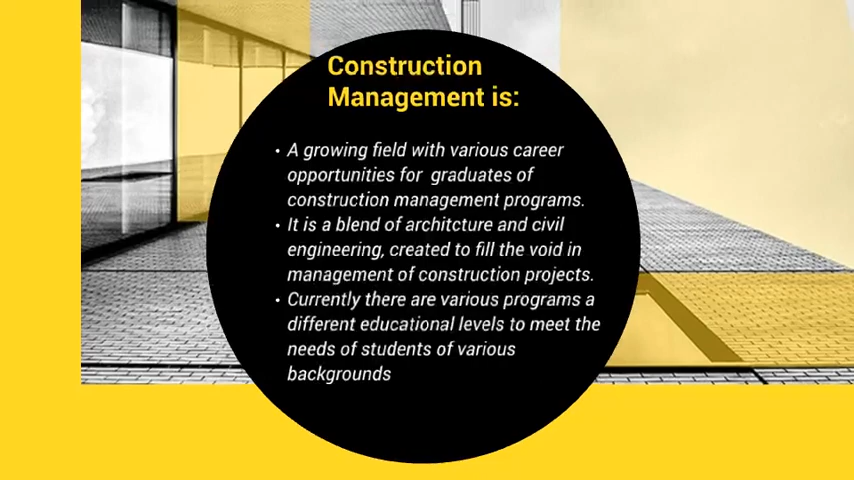 Construction
Management is:
• A growing field with various career
opportunities for graduates of
construction management programs.
• It is a blend of architcture and civil
engineering, created to fill the void in
management of construction projects.
• Currently there are various programs a
different educational levels to meet the
needs of students of various
backgrounds